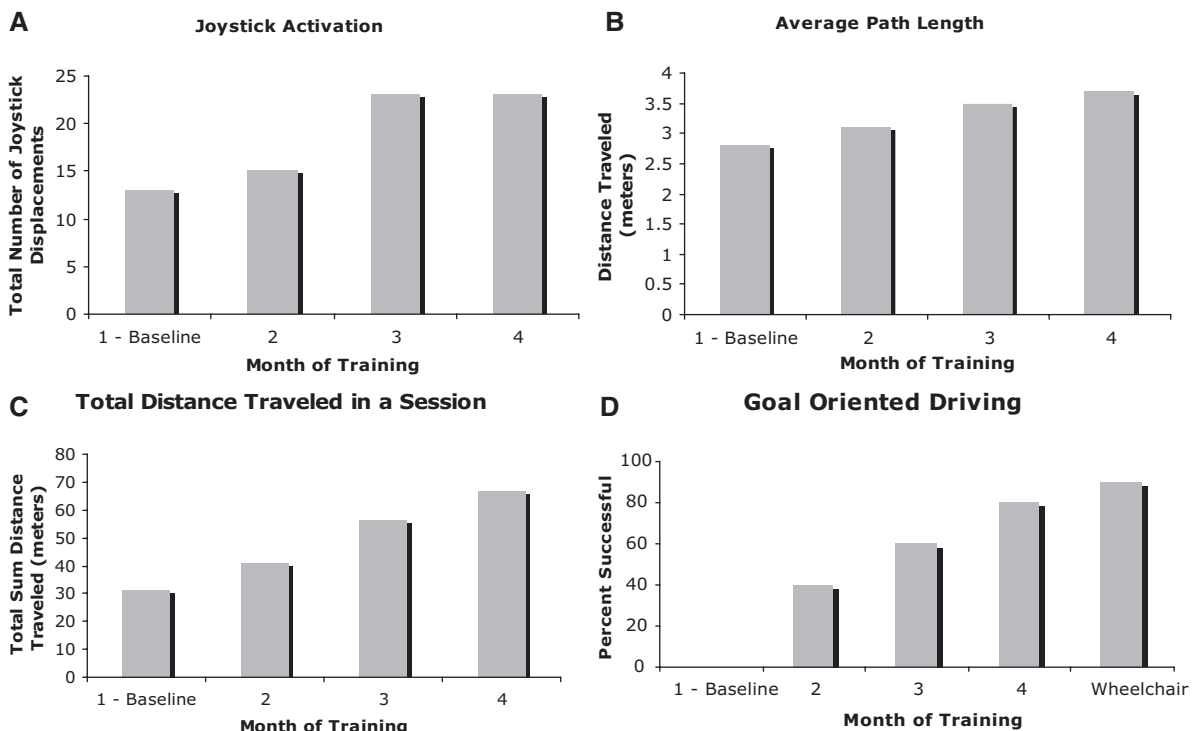 A
Joystick Activation
Total Number of Joystick
Displacements
25
20
15
10
5
0
1 - Baseline 2 3 4
Month of Training
B
Average Path Length
Distance Traveled
(meters)
4
3.5
3
2.5
2
1.5
1
0.5
0
1 - Baseline 2 3 4
Month of Training
C
Total Distance Traveled in a Session
Total Sum Distance
Traveled (meters)
80
70
60
50
40
30
20
10
0
1 - Baseline 2 3 4
Month of Training
D
Goal Oriented Driving
Percent Successful
100
80
60
40
20
0
1 - Baseline 2 3 4 Wheelchair
Month of Training